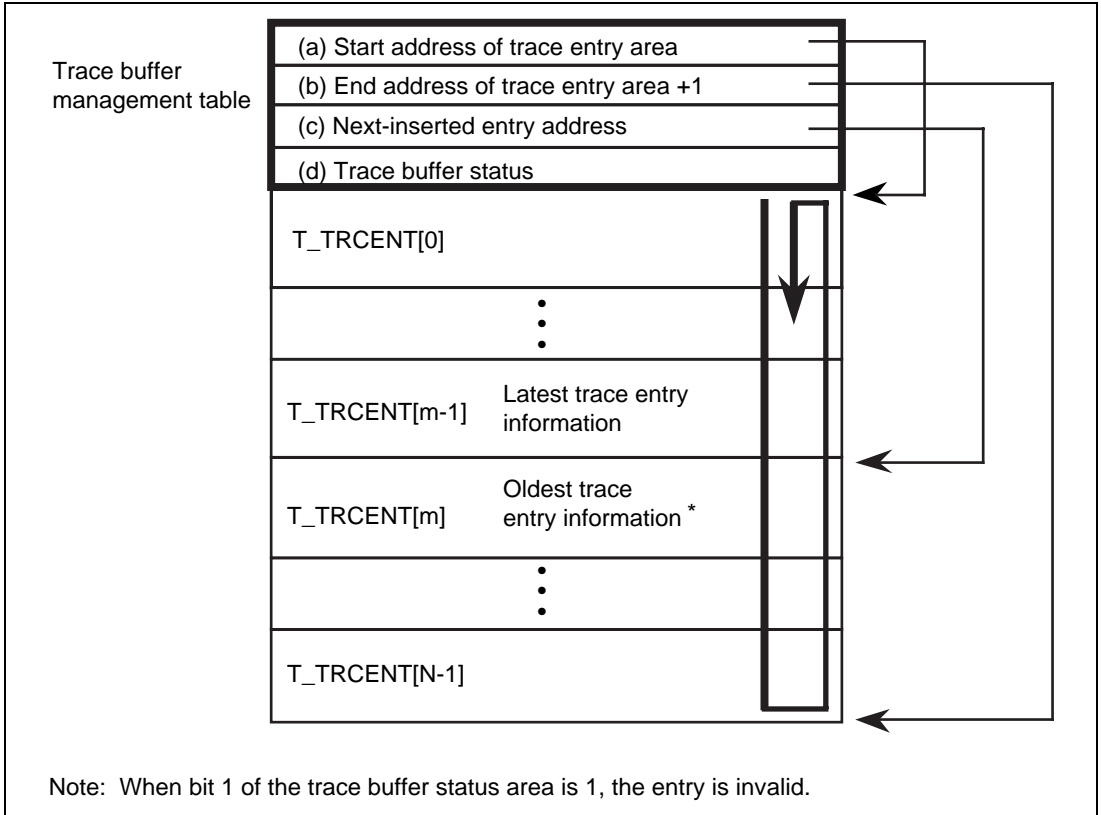 Trace buffer
management table
(a) Start address of trace entry area
(b) End address of trace entry area +1
(c) Next-inserted entry address
(d) Trace buffer status
T_TRCENT[0]
T_TRCENT[m-1]
Latest trace entry
information
T_TRCENT[m]
Oldest trace
entry information *
T_TRCENT[N-1]
Note: When bit 1 of the trace buffer status area is 1, the entry is invalid.